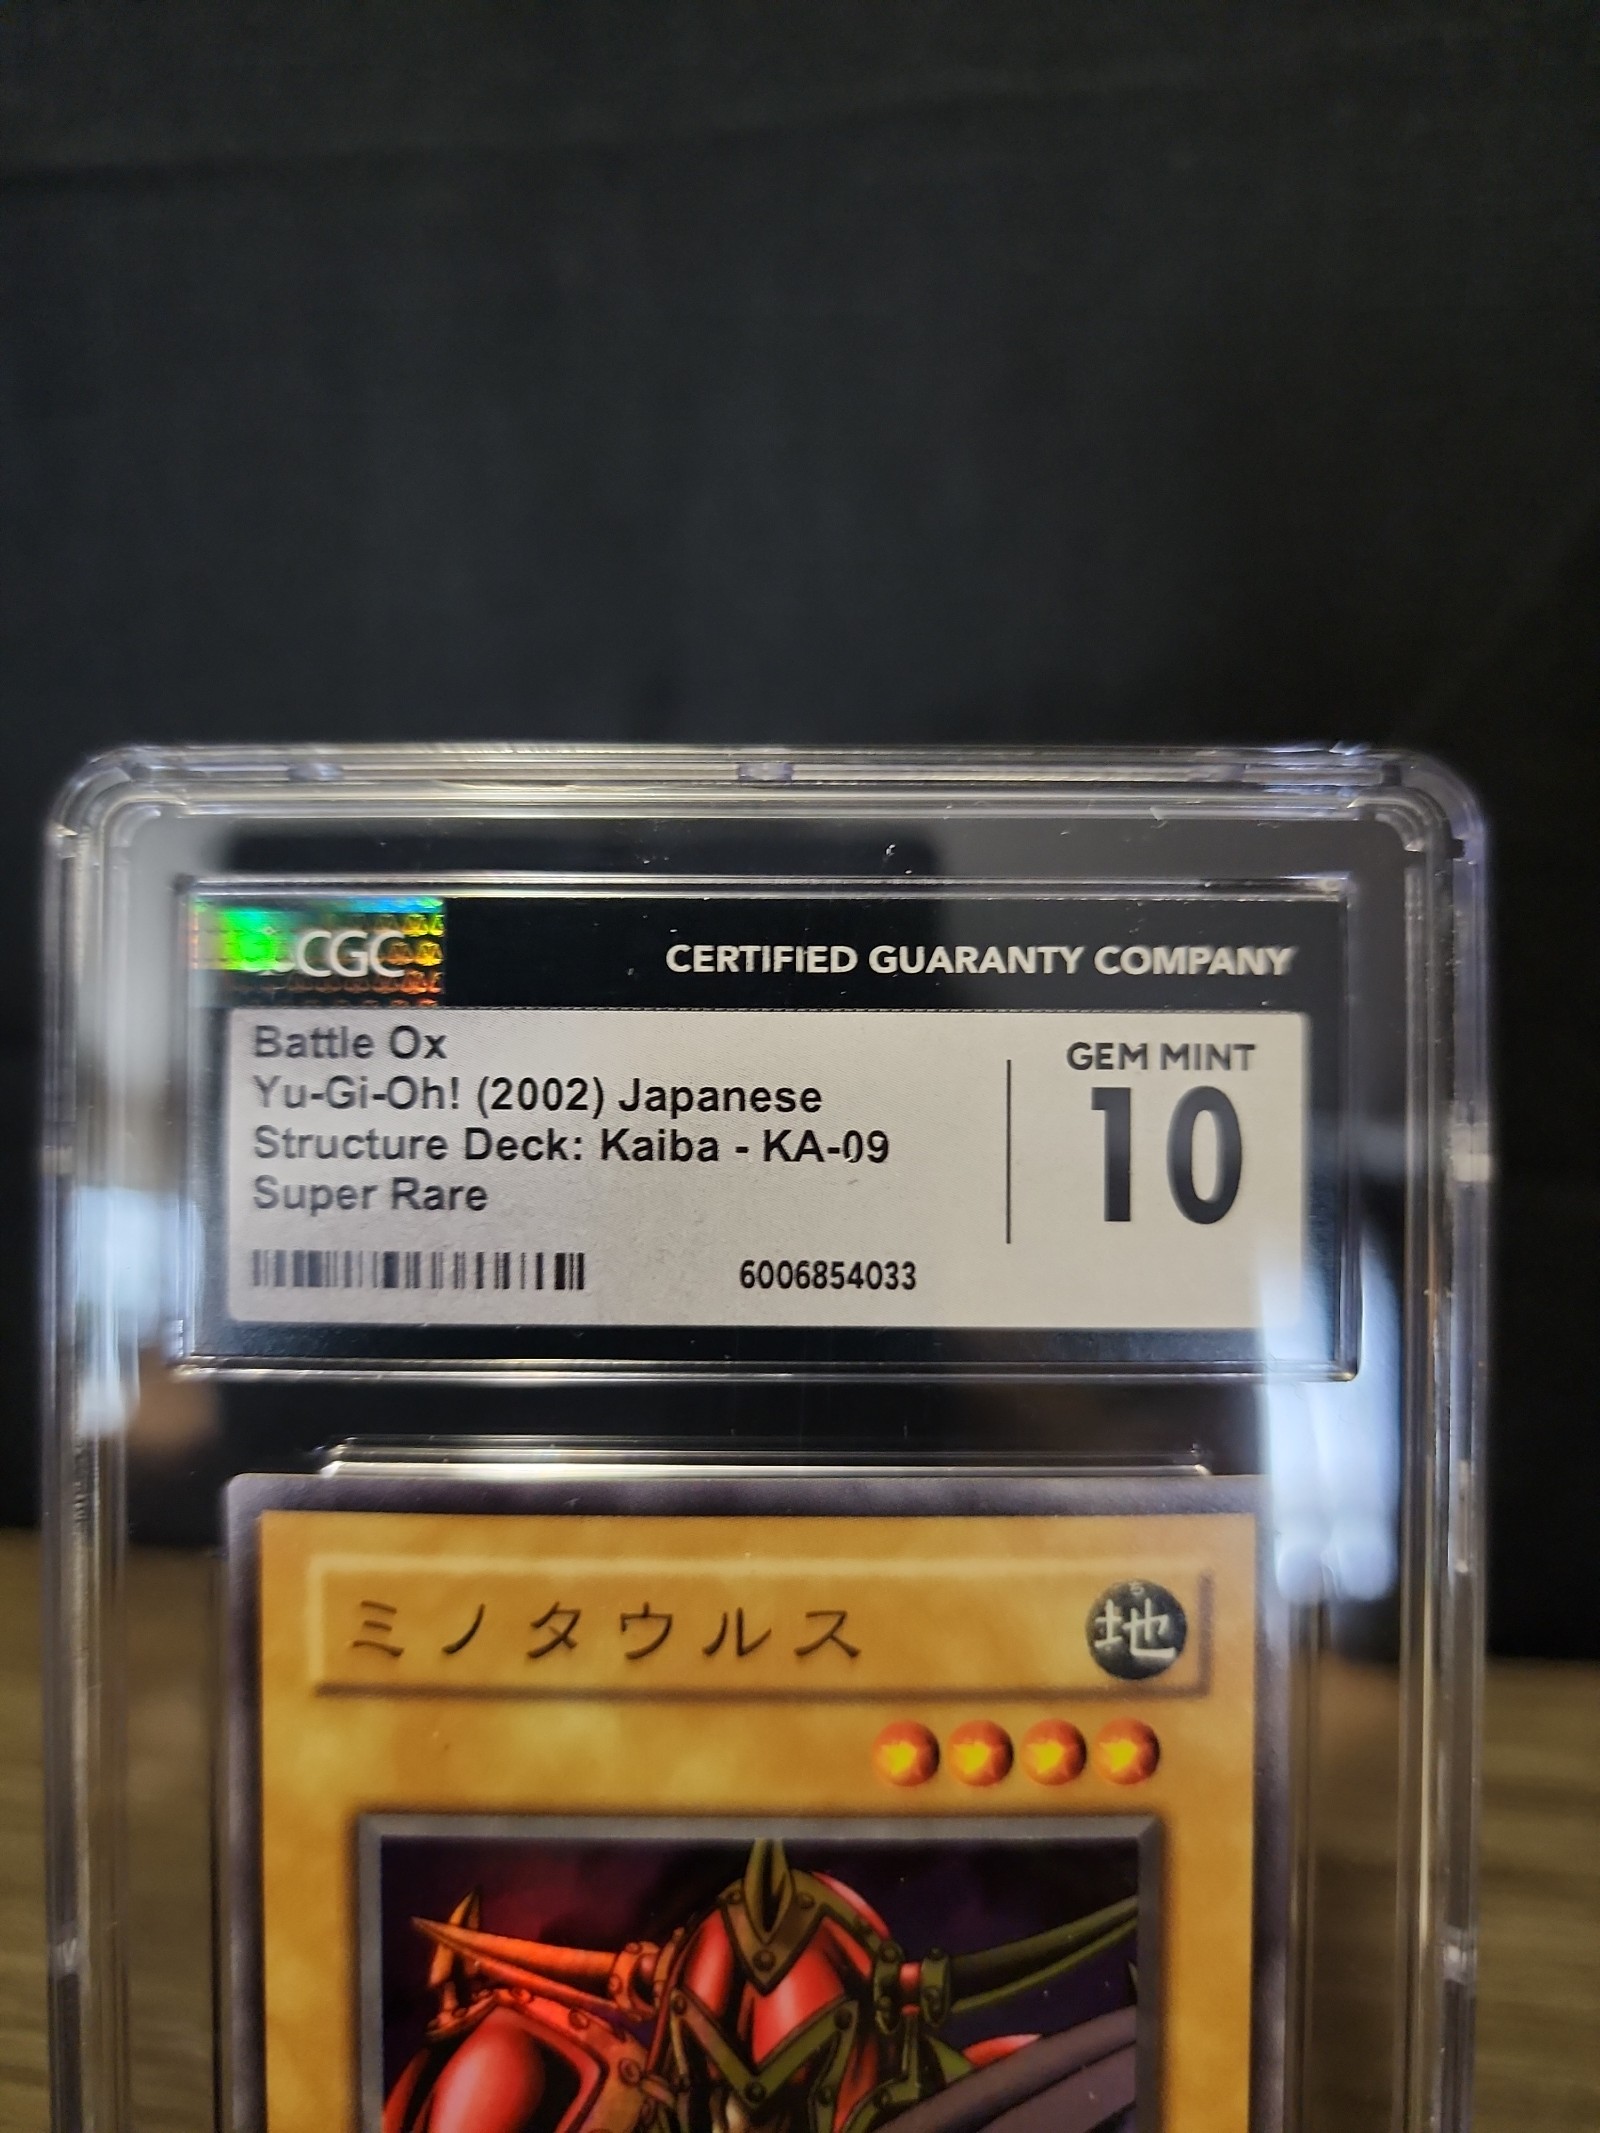 CGC
CERTIFIED GUARANTY COMPANY
Battle Ox
Yu-Gi-Oh! (2002) Japanese
Structure Deck: Kaiba - KA-09
Super Rare
6006854033
GEM MINT
10
ミノタウルス
ち
地